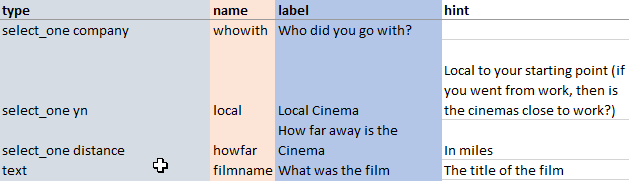 type name label hint
select_one company whowith Who did you go with?
Local to your starting point (if
you went from work, then is
select_one yn local Local Cinema the cinemas close to work?)
How far away is the
select_one distance howfar Cinema In miles
text filmname What was the film The title of the film